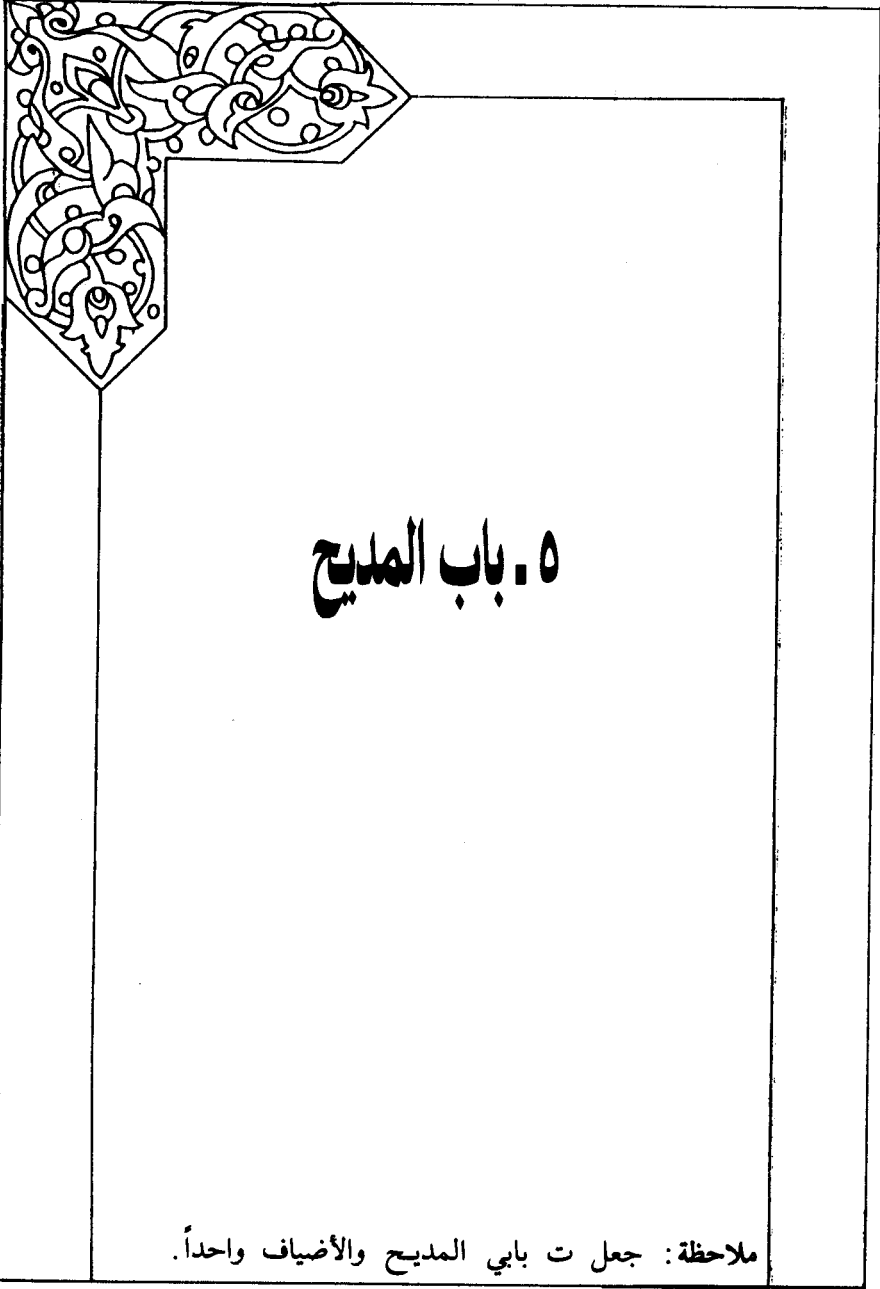 ٥ ـ باب المديح
ملاحظة: جعل ت بابي المديح والأضياف واحداً.